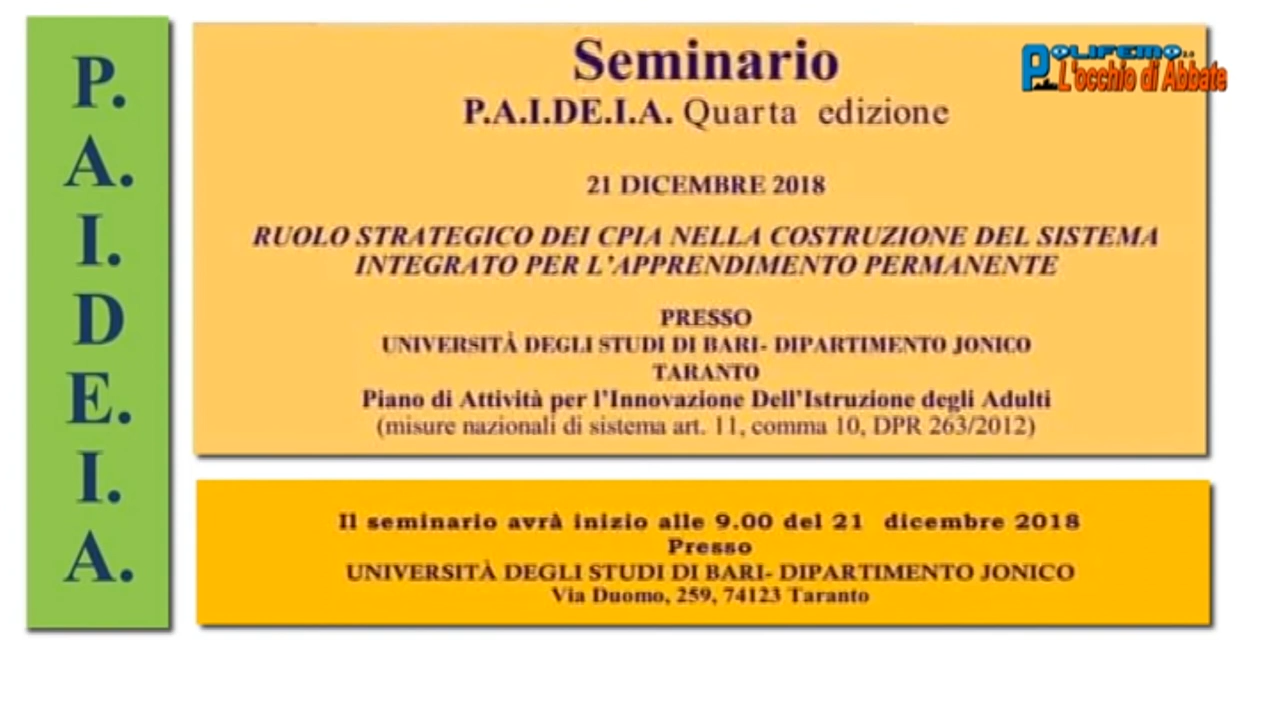 P.
A.
I.
D
E.
I.
A.
Seminario
P.A.I.DE.I.A. Quarta edizione
21 DICEMBRE 2018
RUOLO STRATEGICO DEI CPIA NELLA COSTRUZIONE DEL SISTEMA
INTEGRATO PER L'APPRENDIMENTO PERMANENTE
PRESSO
UNIVERSITÀ DEGLI STUDI DI BARI- DIPARTIMENTO JONICO
TARANTO
Piano di Attività per l'Innovazione Dell'Istruzione degli Adulti
(misure nazionali di sistema art. 11, comma 10, DPR 263/2012)
POLIFEMO
L'occhio di Abbate
Il seminario avrà inizio alle 9.00 del 21 dicembre 2018
Presso
UNIVERSITÀ DEGLI STUDI DI BARI- DIPARTIMENTO JONICO
Via Duomo, 259, 74123 Taranto